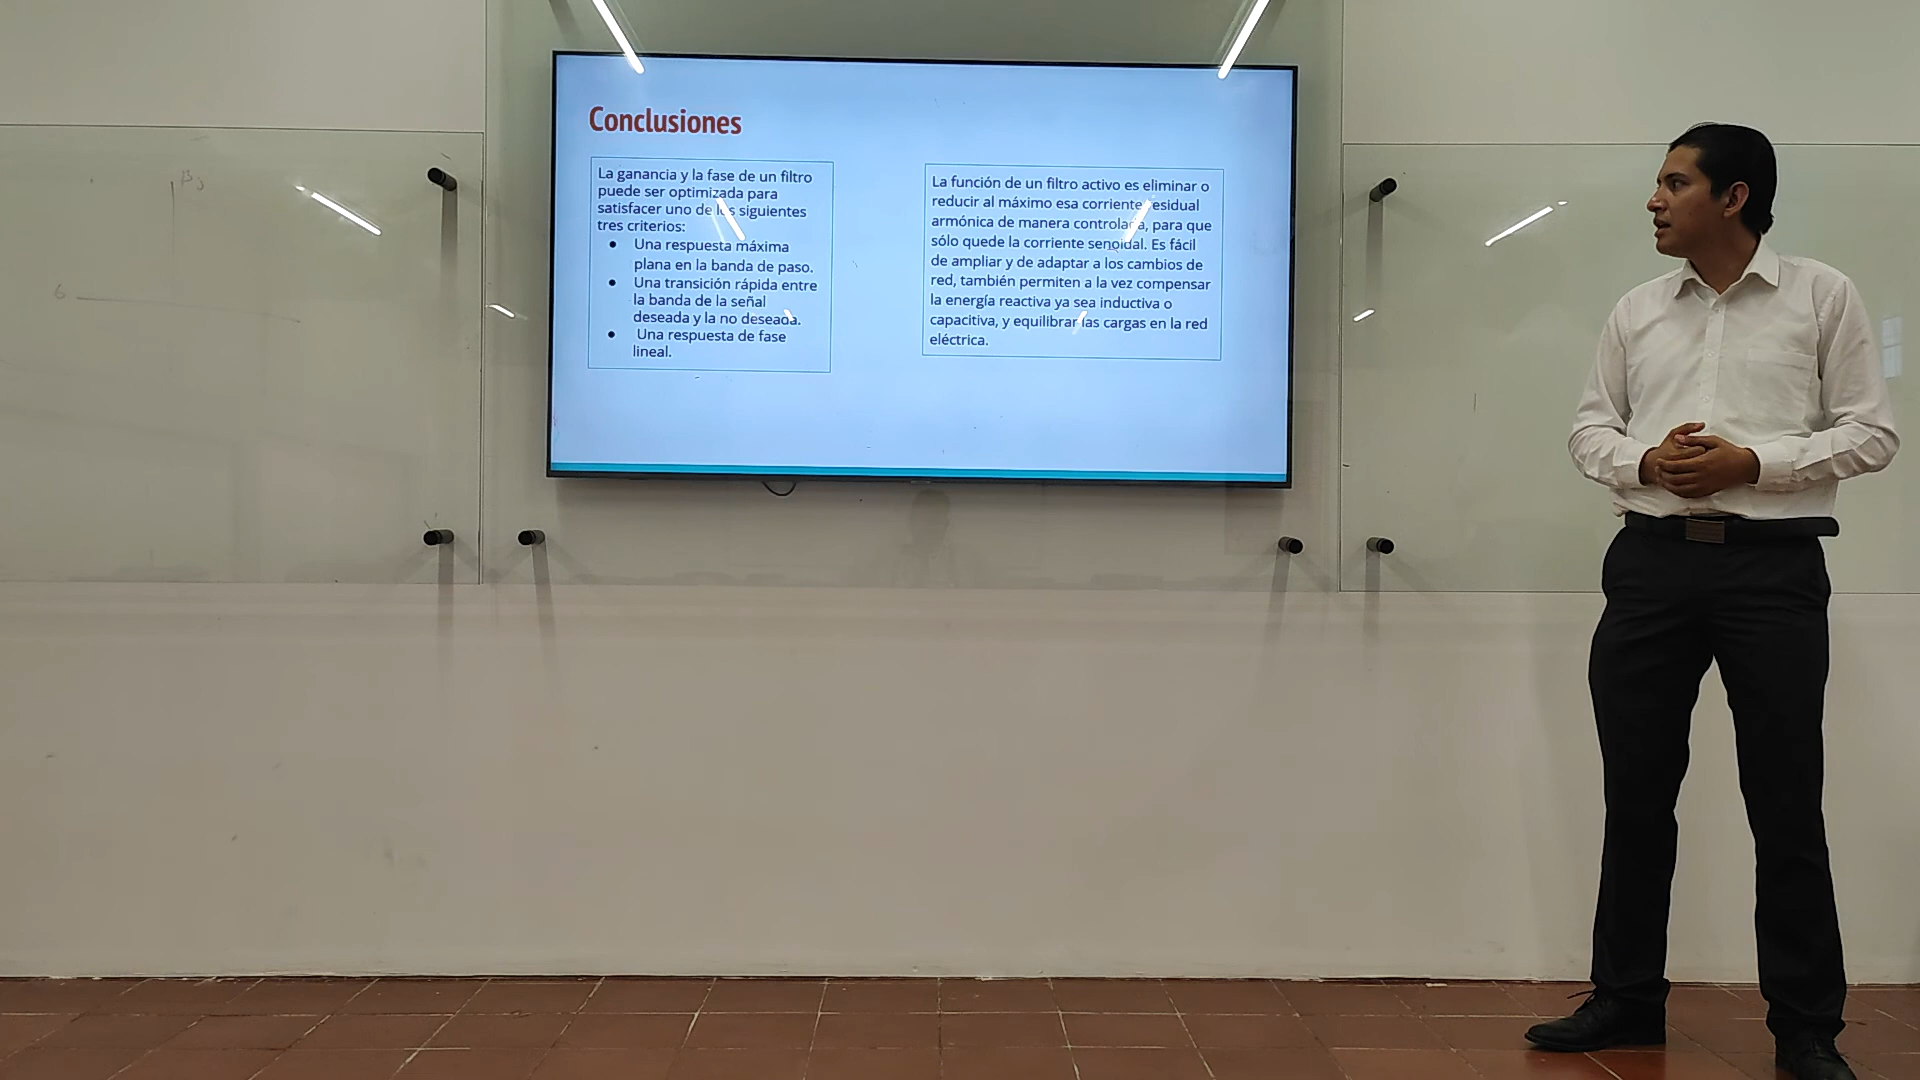 Conclusiones
La ganancia y la fase de un filtro
puede ser optimizada para
satisfacer uno de los siguientes
tres criterios:
● Una respuesta máxima
plana en la banda de paso.
● Una transición rápida entre
la banda de la señal
deseada y la no deseada.
● Una respuesta de fase
lineal.
La función de un filtro activo es eliminar o
reducir al máximo esa corriente residual
armónica de manera controlada, para que
sólo quede la corriente senoidal. Es fácil
de ampliar y de adaptar a los cambios de
red, también permiten a la vez compensar
la energía reactiva ya sea inductiva o
capacitiva, y equilibrar las cargas en la red
eléctrica.